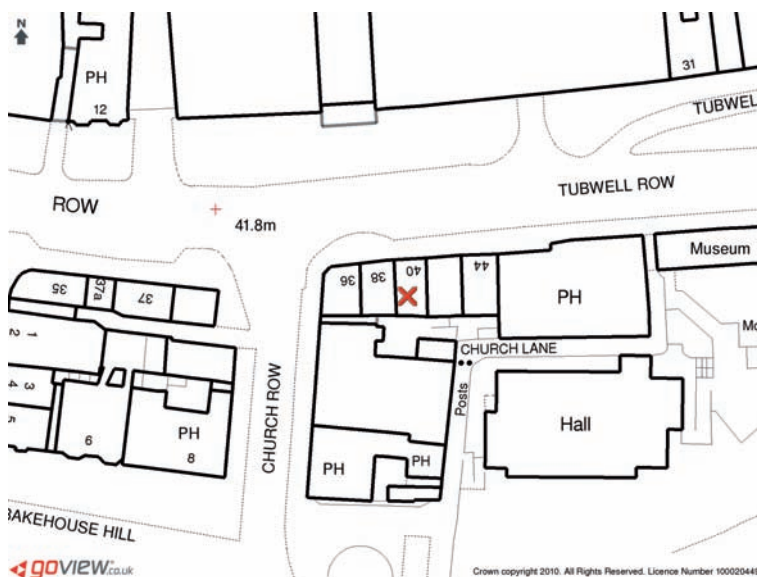 N
PH
12
31
TUBWEL
TUBWELL ROW
ROW
41.8m
Museum
36
38
40
44
PH
35
37a
37
1
2
3
4
5
6
PH
8
CHURCH ROW
CHURCH LANE
Posts
Hall
Mo
PH
PH
BAKEHOUSE HILL
goview.co.uk
Crown copyright 2010. All Rights Reserved. Licence Number 100020449